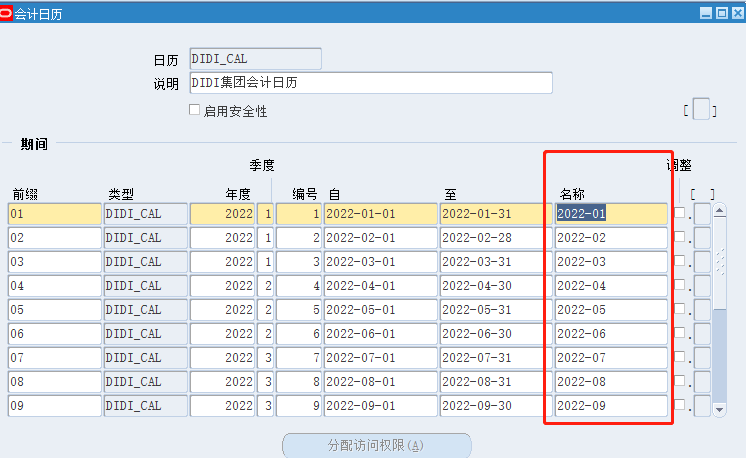 会计日历
日历 DIDI_CAL
说明 DIDI集团会计日历
启用安全性 [ ]
期间
季度 调整
前缀 类型 年度 编号 自 至 名称 [ ]
01 DIDI_CAL 2022 1 1 2022-01-01 2022-01-31 2022-01
02 DIDI_CAL 2022 1 2 2022-02-01 2022-02-28 2022-02
03 DIDI_CAL 2022 1 3 2022-03-01 2022-03-31 2022-03
04 DIDI_CAL 2022 2 4 2022-04-01 2022-04-30 2022-04
05 DIDI_CAL 2022 2 5 2022-05-01 2022-05-31 2022-05
06 DIDI_CAL 2022 2 6 2022-06-01 2022-06-30 2022-06
07 DIDI_CAL 2022 3 7 2022-07-01 2022-07-31 2022-07
08 DIDI_CAL 2022 3 8 2022-08-01 2022-08-31 2022-08
09 DIDI_CAL 2022 3 9 2022-09-01 2022-09-30 2022-09
分配访问权限(A)